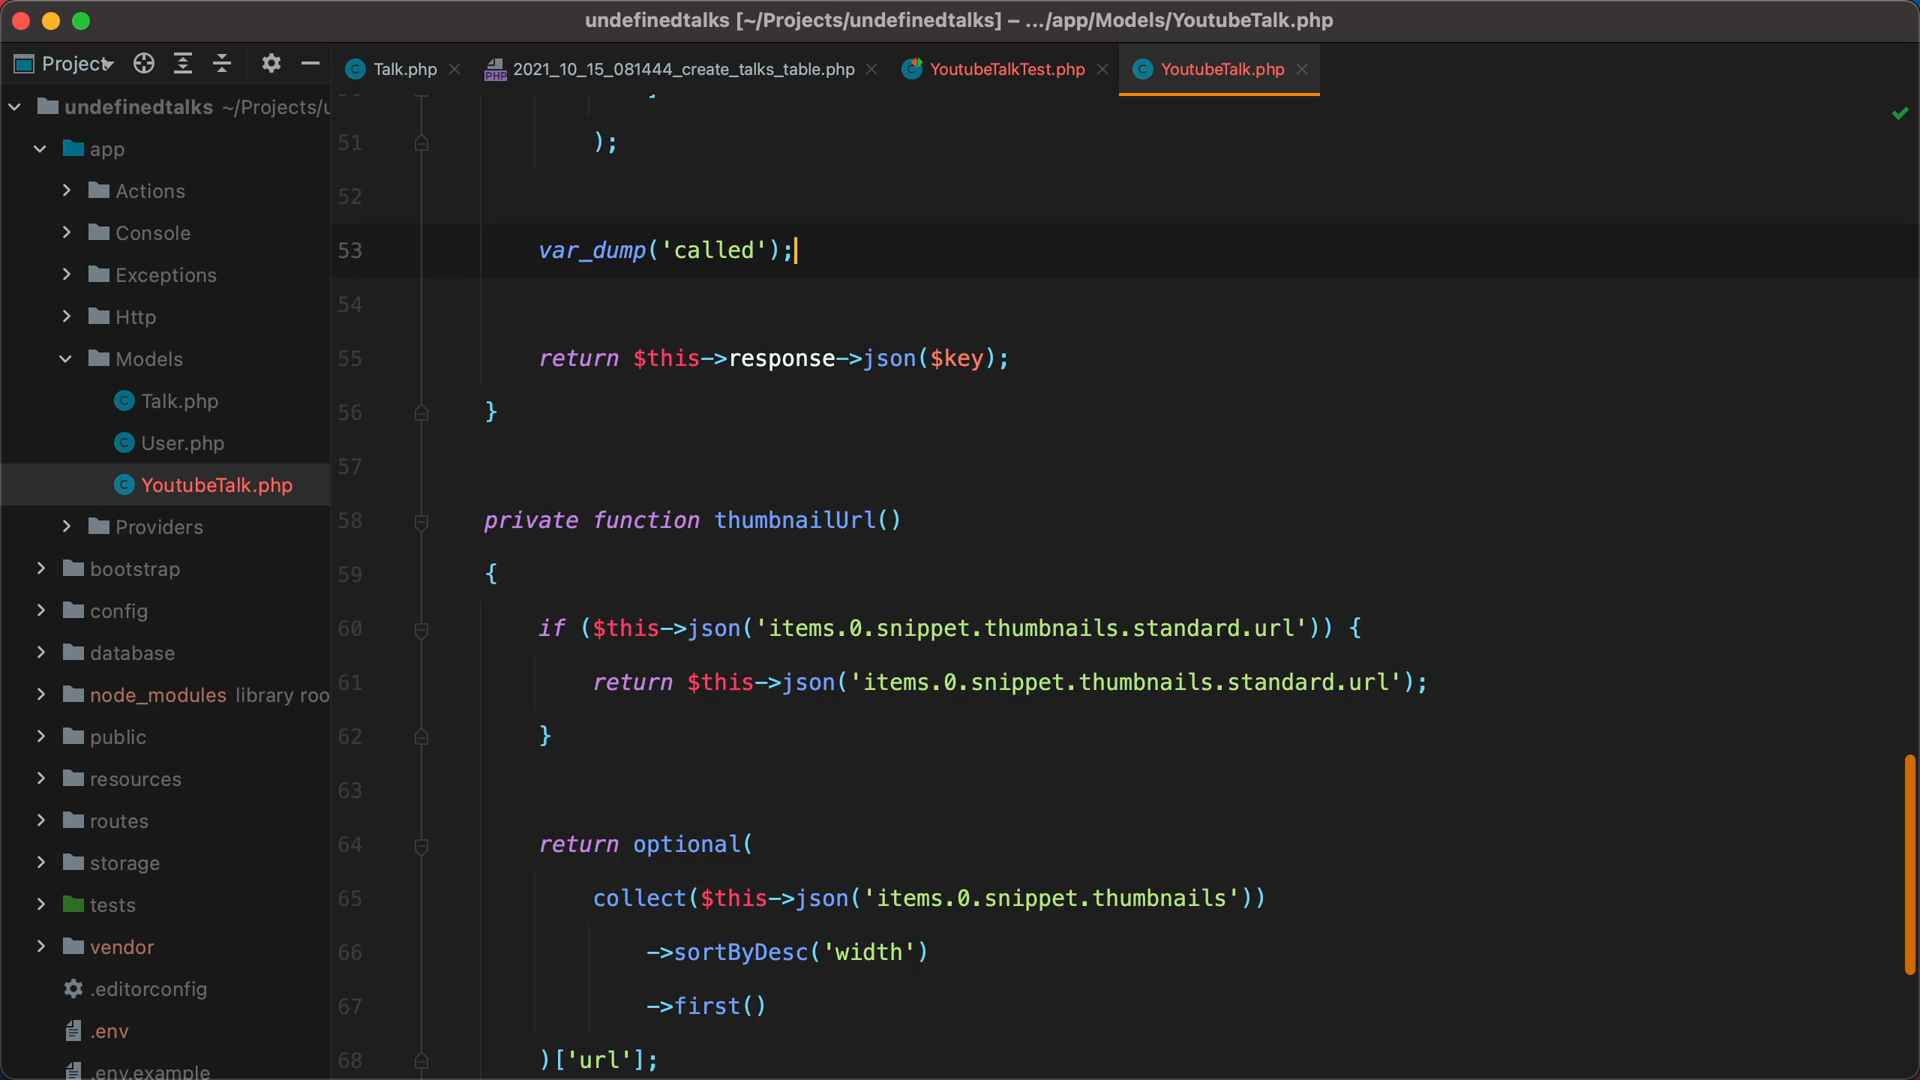 undefinedtalks [~/Projects/undefinedtalks] – .../app/Models/YoutubeTalk.php
Project
Talk.php
2021_10_15_081444_create_talks_table.php
YoutubeTalkTest.php
YoutubeTalk.php
undefinedtalks ~/Projects/u
app
Actions
Console
Exceptions
Http
Models
Talk.php
User.php
YoutubeTalk.php
Providers
bootstrap
config
database
node_modules library roo
public
resources
routes
storage
tests
vendor
.editorconfig
.env
.env.example
51 );
52
53 var_dump('called');
54
55 return $this->response->json($key);
56 }
57
58 private function thumbnailUrl()
59 {
60 if ($this->json('items.0.snippet.thumbnails.standard.url')) {
61 return $this->json('items.0.snippet.thumbnails.standard.url');
62 }
63
64 return optional(
65 collect($this->json('items.0.snippet.thumbnails'))
66 ->sortByDesc('width')
67 ->first()
68 )['url'];